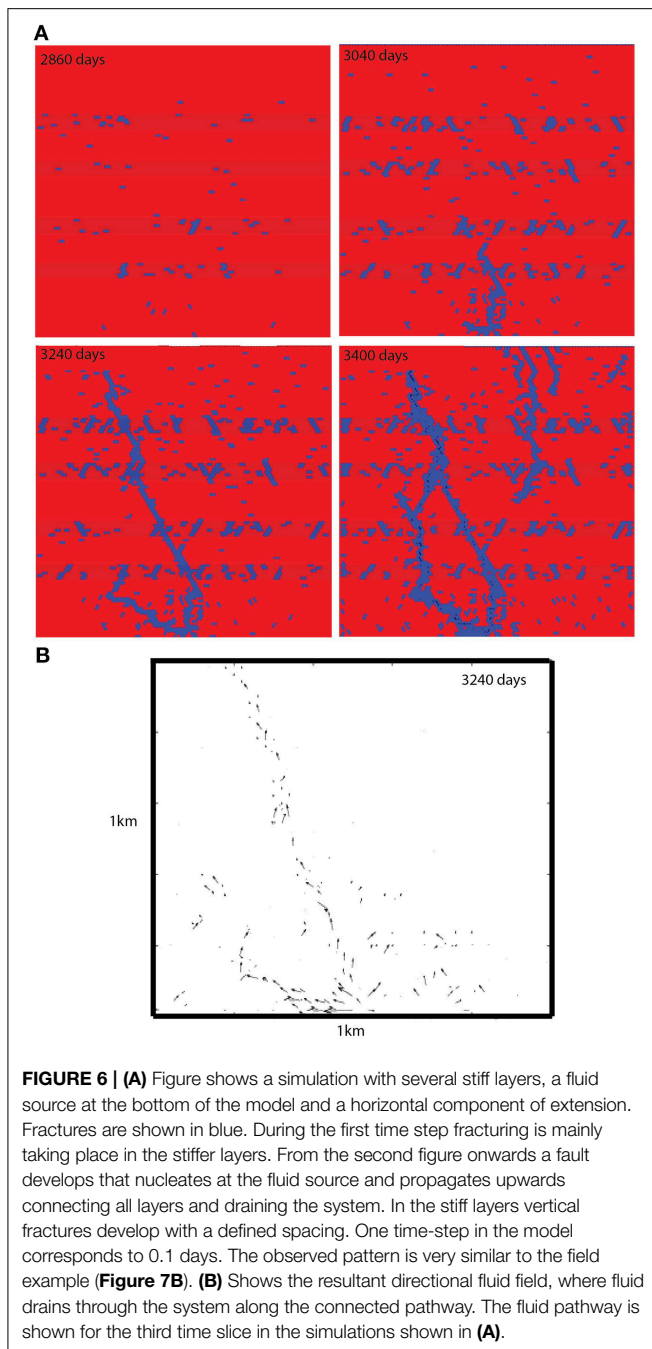 A
2860 days
3040 days
3240 days
3400 days
B
3240 days
1km
1km
FIGURE 6 | (A) Figure shows a simulation with several stiff layers, a fluid
source at the bottom of the model and a horizontal component of extension.
Fractures are shown in blue. During the first time step fracturing is mainly
taking place in the stiffer layers. From the second figure onwards a fault
develops that nucleates at the fluid source and propagates upwards
connecting all layers and draining the system. In the stiff layers vertical
fractures develop with a defined spacing. One time-step in the model
corresponds to 0.1 days. The observed pattern is very similar to the field
example (Figure 7B). (B) Shows the resultant directional fluid field, where fluid
drains through the system along the connected pathway. The fluid pathway is
shown for the third time slice in the simulations shown in (A).